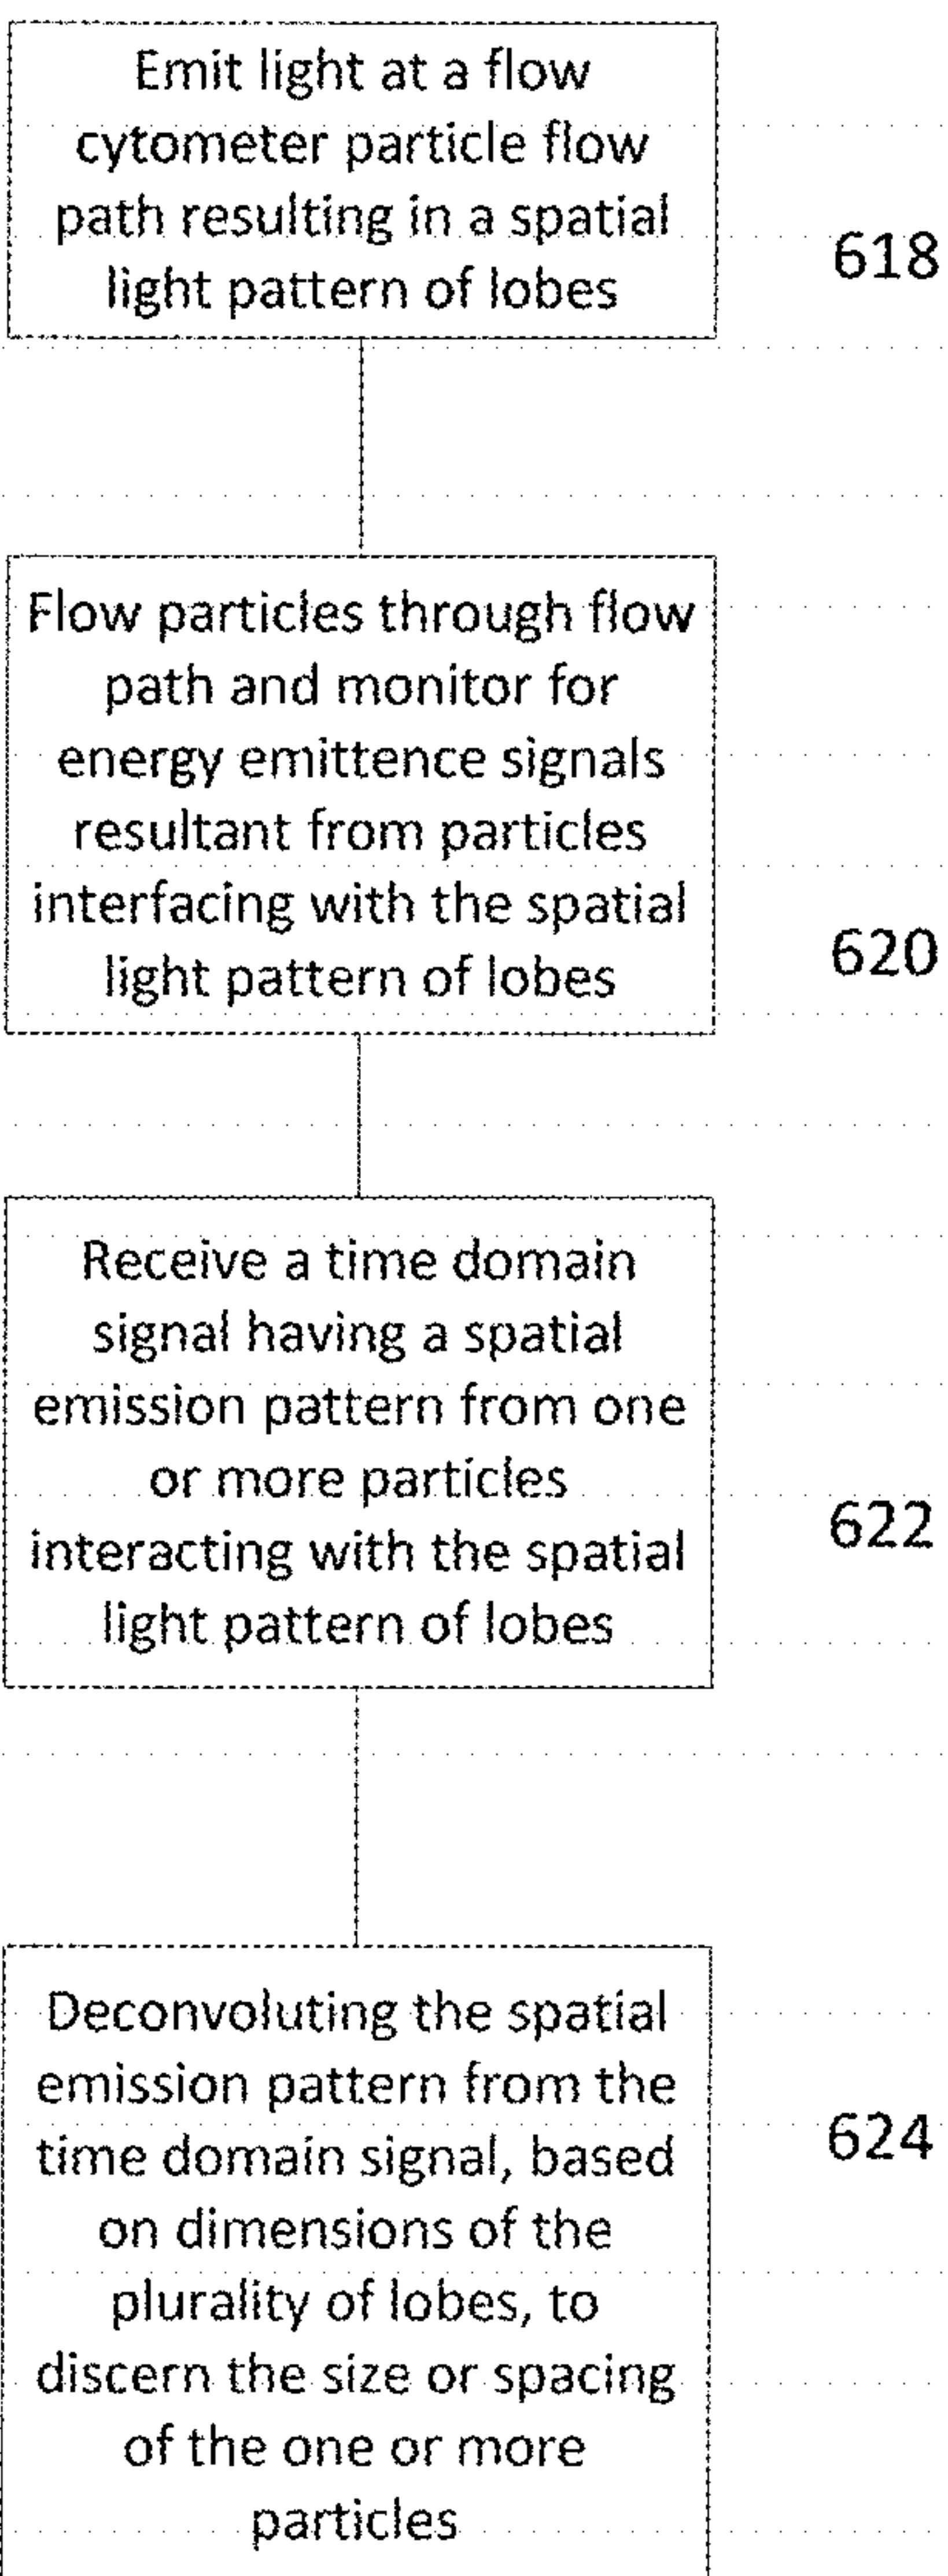 Emit light at a flow
cytometer particle flow
path resulting in a spatial
light pattern of lobes
618
Flow particles through flow
path and monitor for
energy emittence signals
resultant from particles
interfacing with the spatial
light pattern of lobes
620
Receive a time domain
signal having a spatial
emission pattern from one
or more particles
interacting with the spatial
light pattern of lobes
622
Deconvoluting the spatial
emission pattern from the
time domain signal, based
on dimensions of the
plurality of lobes, to
discern the size or spacing
of the one or more
particles
624